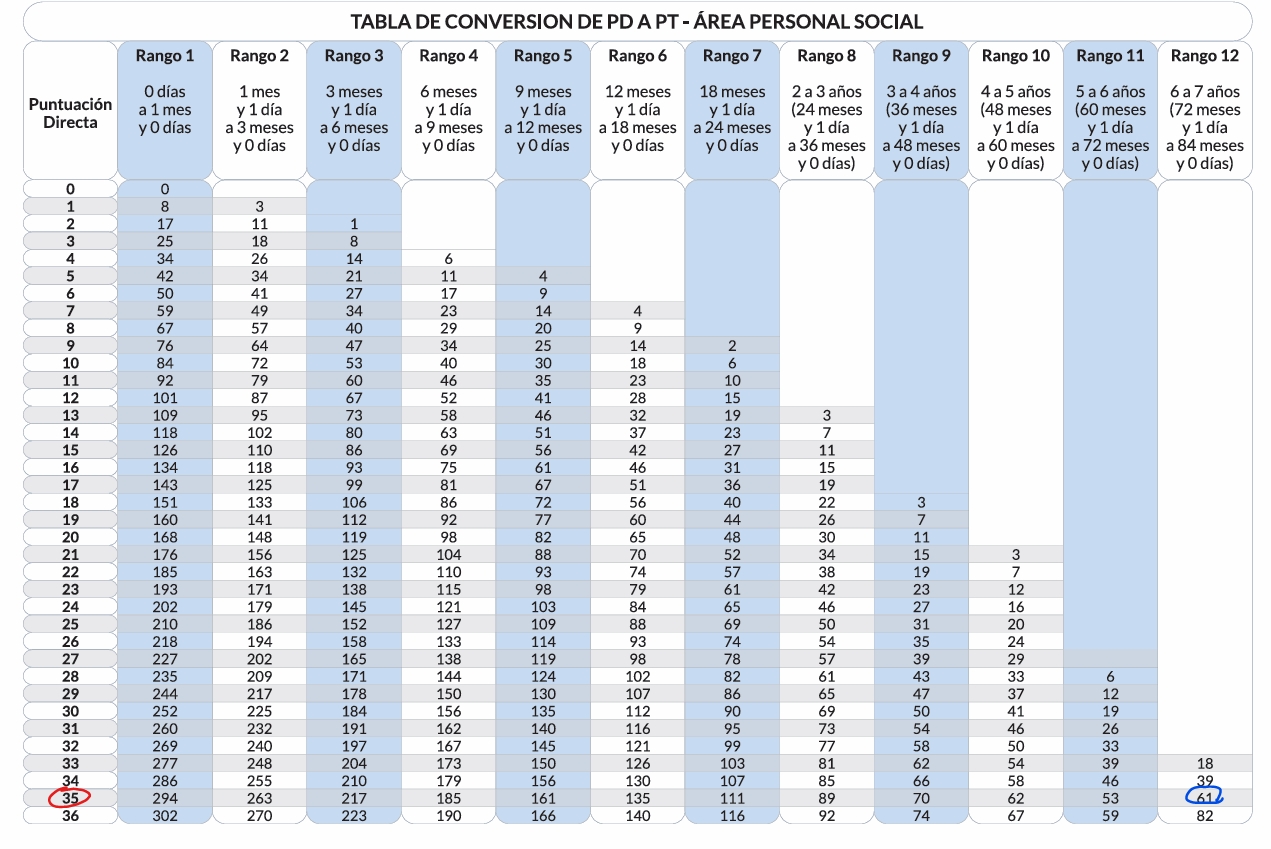 TABLA DE CONVERSION DE PD A PT - ÁREA PERSONAL SOCIAL
Puntuación Directa | Rango 1 | Rango 2 | Rango 3 | Rango 4 | Rango 5 | Rango 6 | Rango 7 | Rango 8 | Rango 9 | Rango 10 | Rango 11 | Rango 12
0 días | 1 mes | 3 meses | 6 meses | 9 meses | 12 meses | 18 meses | 2 a 3 años | 3 a 4 años | 4 a 5 años | 5 a 6 años | 6 a 7 años
a 1 mes | y 1 día | y 1 día | y 1 día | y 1 día | y 1 día | y 1 día | (24 meses | (36 meses | (48 meses | (60 meses | (72 meses
y 0 días | a 3 meses | a 6 meses | a 9 meses | a 12 meses | a 18 meses | a 24 meses | y 1 día | y 1 día | y 1 día | y 1 día | y 1 día
y 0 días | y 0 días | y 0 días | y 0 días | y 0 días | y 0 días | a 36 meses | a 48 meses | a 60 meses | a 72 meses | a 84 meses
y 0 días) | y 0 días) | y 0 días) | y 0 días) | y 0 días)
0 0
1 8 3
2 17 11 1
3 25 18 8
4 34 26 14 6
5 42 34 21 11 4
6 50 41 27 17 9
7 59 49 34 23 14 4
8 67 57 40 29 20 9
9 76 64 47 34 25 14 2
10 84 72 53 40 30 18 6
11 92 79 60 46 35 23 10
12 101 87 67 52 41 28 15
13 109 95 73 58 46 32 19 3
14 118 102 80 63 51 37 23 7
15 126 110 86 69 56 42 27 11
16 134 118 93 75 61 46 31 15
17 143 125 99 81 67 51 36 19
18 151 133 106 86 72 56 40 22 3
19 160 141 112 92 77 60 44 26 7
20 168 148 119 98 82 65 48 30 11
21 176 156 125 104 88 70 52 34 15 3
22 185 163 132 110 93 74 57 38 19 7
23 193 171 138 115 98 79 61 42 23 12
24 202 179 145 121 103 84 65 46 27 16
25 210 186 152 127 109 88 69 50 31 20
26 218 194 158 133 114 93 74 54 35 24
27 227 202 165 138 119 98 78 57 39 29
28 235 209 171 144 124 102 82 61 43 33 6
29 244 217 178 150 130 107 86 65 47 37 12
30 252 225 184 156 135 112 90 69 50 41 19
31 260 232 191 162 140 116 95 73 54 46 26
32 269 240 197 167 145 121 99 77 58 50 33
33 277 248 204 173 150 126 103 81 62 54 39 18
34 286 255 210 179 156 130 107 85 66 58 46 39
35 294 263 217 185 161 135 111 89 70 62 53 61
36 302 270 223 190 166 140 116 92 74 67 59 82